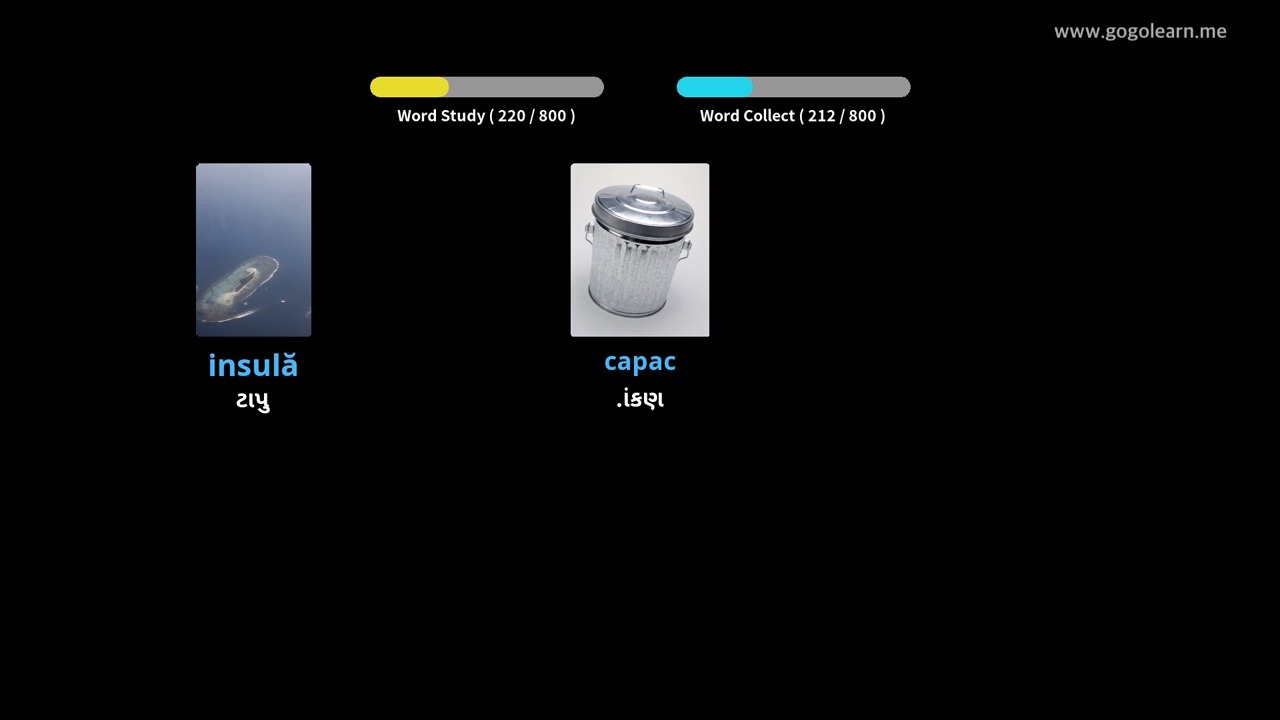 www.gogolearn.me
Word Study ( 220 / 800 )
Word Collect ( 212 / 800 )
insulă
ટાપુ
capac
.ાંકણ